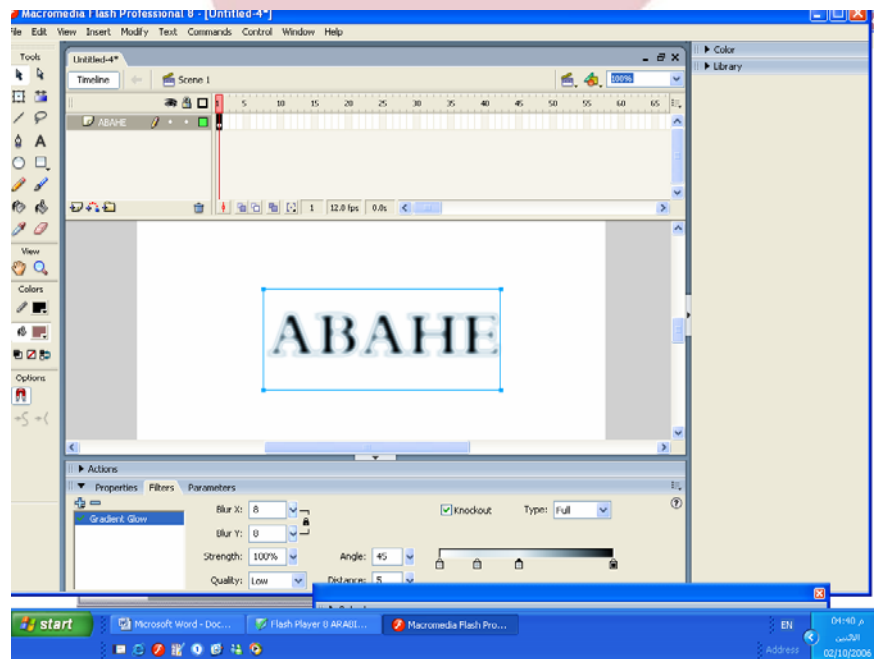 Macromedia Flash Professional 8 - [Untitled-4*]
File Edit View Insert Modify Text Commands Control Window Help
Tools
Untitled-4*
Color
Library
Timeline
Scene 1
100%
1 5 10 15 20 25 30 35 40 45 50 55 60 65
ABAHE
1 12.0 fps 0.0s
View
Colors
Options
ABAHE
Actions
Properties Filters Parameters
Gradient Glow
Blur X: 8
Knockout
Type: Full
Blur Y: 8
Strength: 100%
Angle: 45
Quality: Low
Distance: 5
start
Microsoft Word - Doc...
Flash Player 8 ARABI...
Macromedia Flash Pro...
EN
04:40 م
الاثنين
Address
02/10/2006